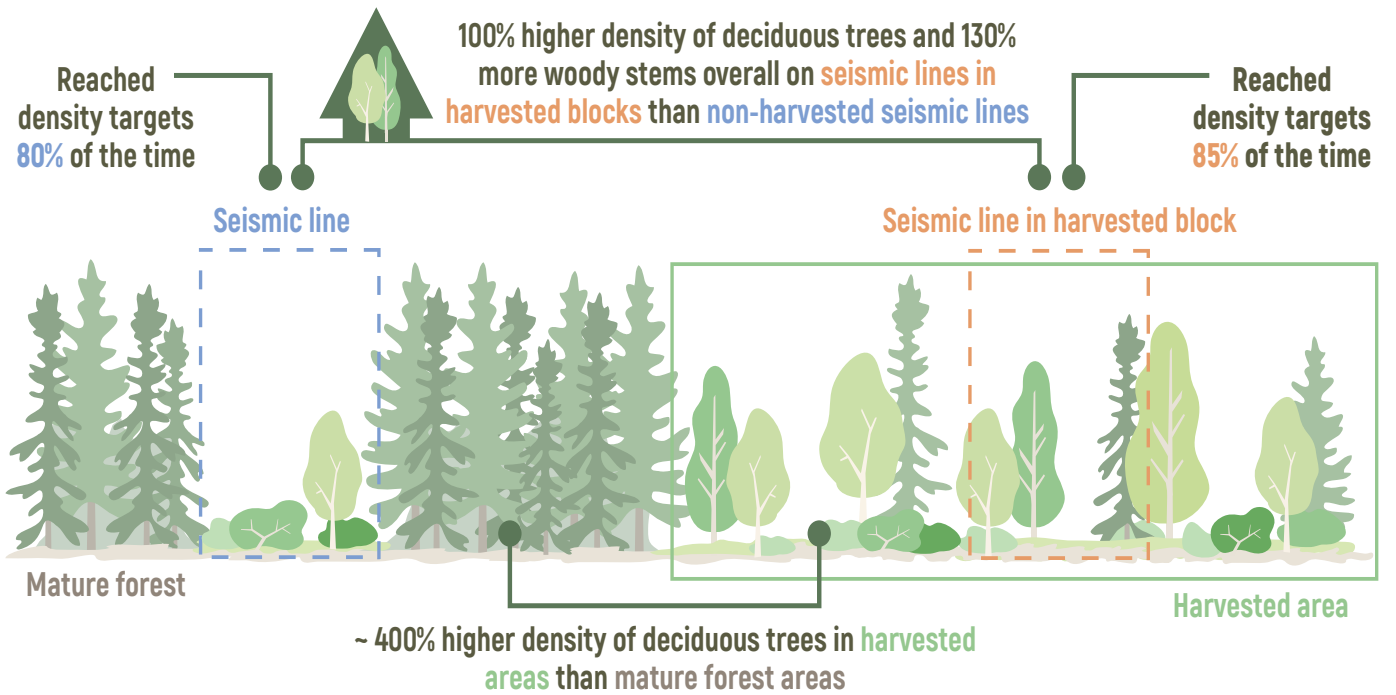 Reached
density targets
80% of the time
100% higher density of deciduous trees and 130%
more woody stems overall on seismic lines in
harvested blocks than non-harvested seismic lines
Reached
density targets
85% of the time
Seismic line
Seismic line in harvested block
Mature forest
Harvested area
~ 400% higher density of deciduous trees in harvested
areas than mature forest areas